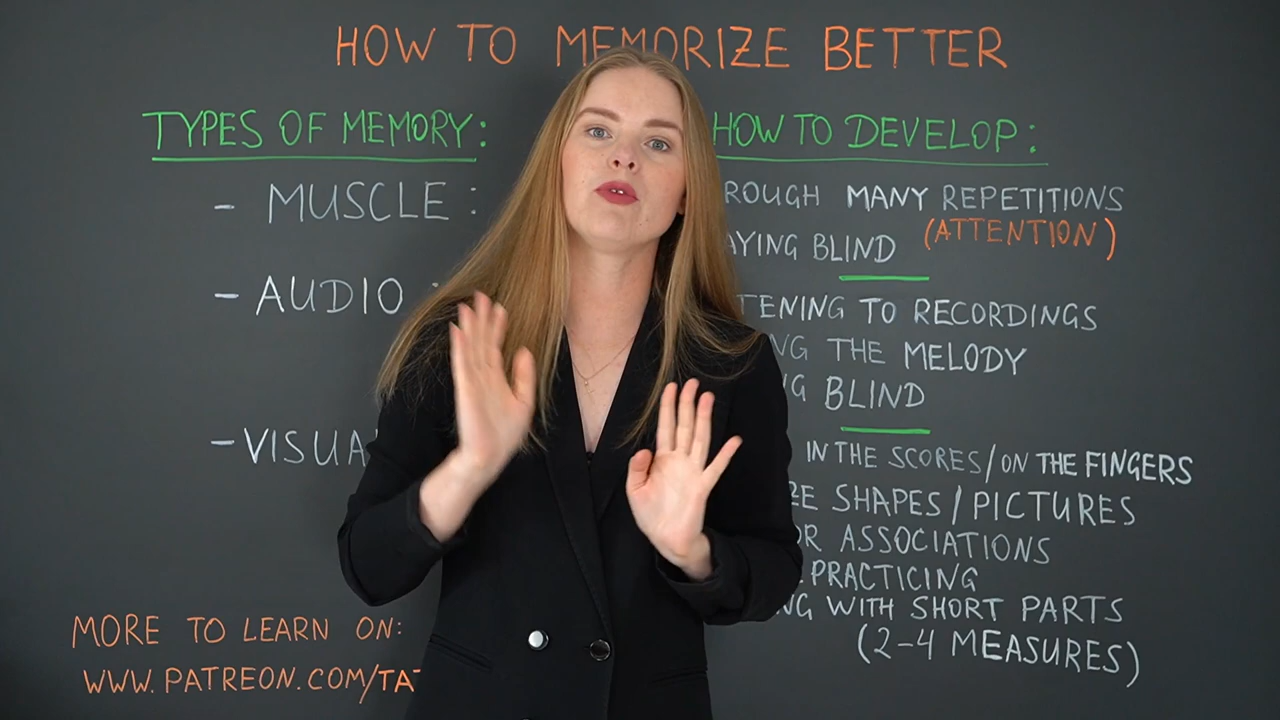 HOW TO MEMORIZE BETTER
TYPES OF MEMORY:
- MUSCLE :
- AUDIO :
- VISUA
MORE TO LEARN ON:
WWW.PATREON.COM/TA
HOW TO DEVELOP:
ROUGH MANY REPETITIONS
(ATTENTION)
AYING BLIND
TENING TO RECORDINGS
NG THE MELODY
NG BLIND
IN THE SCORES/ON THE FINGERS
ZE SHAPES/PICTURES
OR ASSOCIATIONS
PRACTICING
NG WITH SHORT PARTS
(2-4 MEASURES)